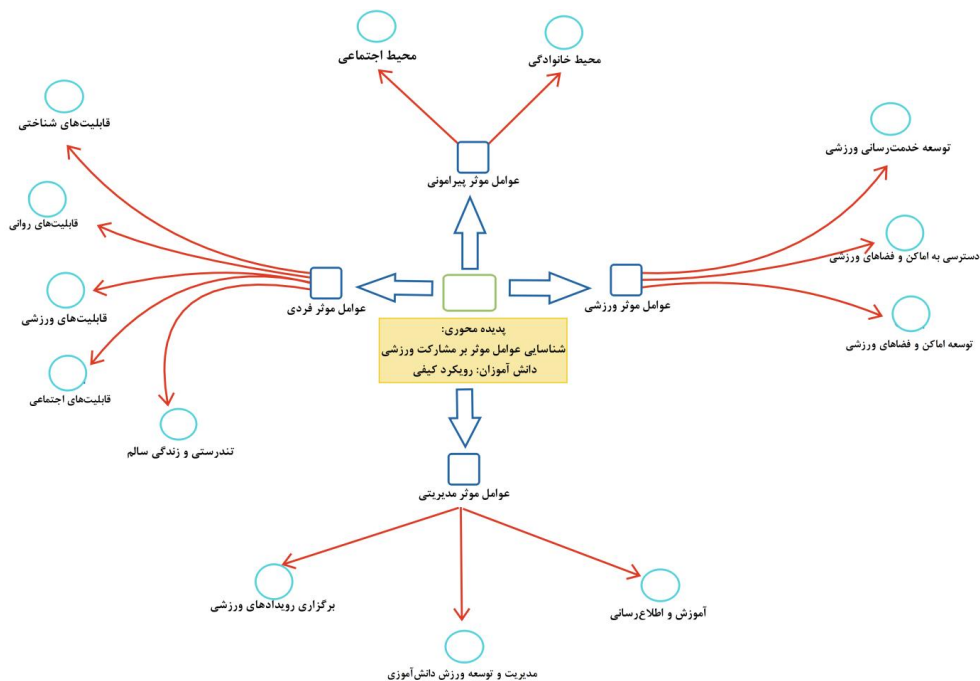 محیط اجتماعی
محیط خانوادگی
عوامل موثر پیرامونی
توسعه خدمت‌رسانی ورزشی
دسترسی به اماکن و فضاهای ورزشی
توسعه اماکن و فضاهای ورزشی
عوامل موثر ورزشی
قابلیت‌های شناختی
قابلیت‌های روانی
قابلیت‌های ورزشی
قابلیت‌های اجتماعی
تندرستی و زندگی سالم
عوامل موثر فردی
پدیده محوری:
شناسایی عوامل موثر بر مشارکت ورزشی
دانش آموزان: رویکرد کیفی
عوامل موثر مدیریتی
آموزش و اطلاع‌رسانی
مدیریت و توسعه ورزش دانش‌آموزی
برگزاری رویدادهای ورزشی